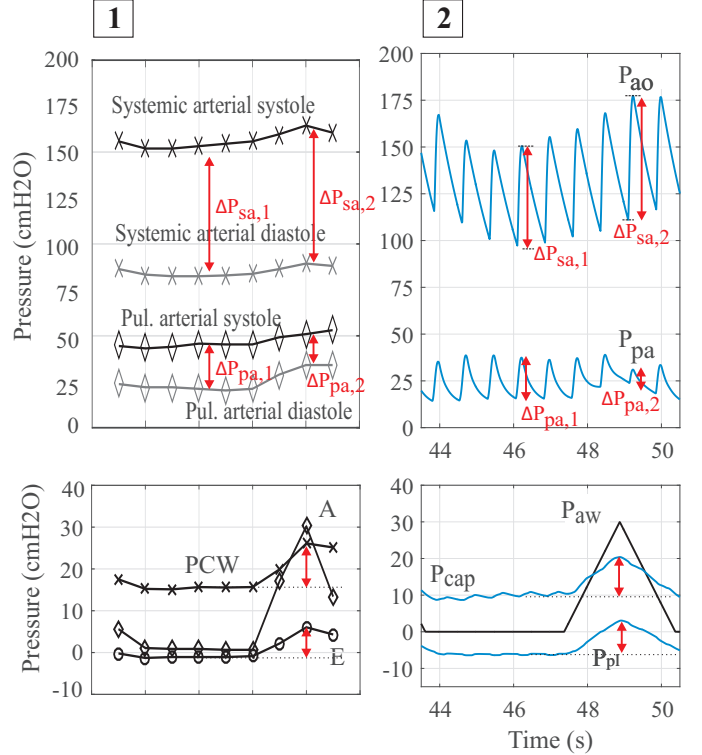 1
2
Pressure (cmH2O)
200
175
150
125
100
75
50
25
0
Systemic arterial systole
ΔPsa,1
ΔPsa,2
Systemic arterial diastole
Pul. arterial systole
ΔPpa,1
ΔPpa,2
Pul. arterial diastole
200
175
150
125
100
75
50
25
0
Pao
ΔPsa,1
ΔPsa,2
Ppa
ΔPpa,1
ΔPpa,2
44 46 48 50
Pressure (cmH2O)
40
30
20
10
0
-10
A
PCW
E
40
30
20
10
0
-10
Paw
Pcap
Ppl
44 46 48 50
Time (s)